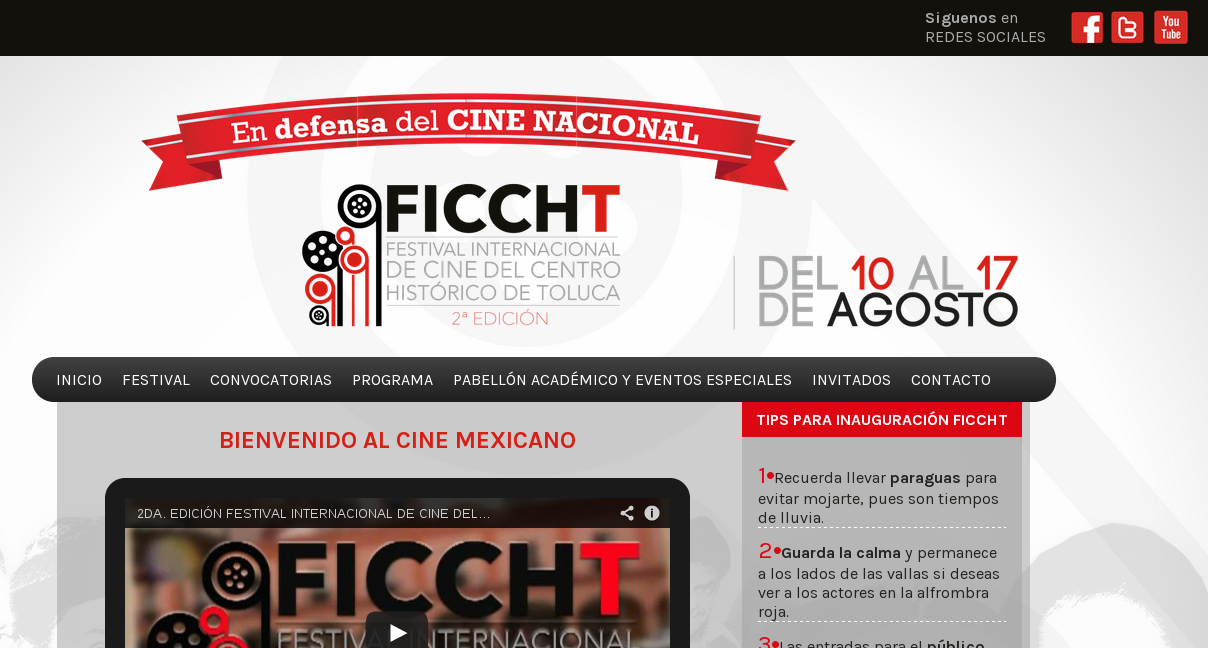 Siguenos en
REDES SOCIALES
You
Tube
En defensa del CINE NACIONAL
FICCHT
FESTIVAL INTERNACIONAL
DE CINE DEL CENTRO
HISTÓRICO DE TOLUCA
2ª EDICIÓN
DEL 10 AL 17
DE AGOSTO
INICIO FESTIVAL CONVOCATORIAS PROGRAMA PABELLÓN ACADÉMICO Y EVENTOS ESPECIALES INVITADOS CONTACTO
BIENVENIDO AL CINE MEXICANO
2DA. EDICIÓN FESTIVAL INTERNACIONAL DE CINE DEL...
FICCHT
FESTIVAL INTERNACIONAL
TIPS PARA INAUGURACIÓN FICCHT
1•Recuerda llevar paraguas para
evitar mojarte, pues son tiempos
de lluvia.
2•Guarda la calma y permanece
a los lados de las vallas si deseas
ver a los actores en la alfrombra
roja.
3•Las entradas para el público